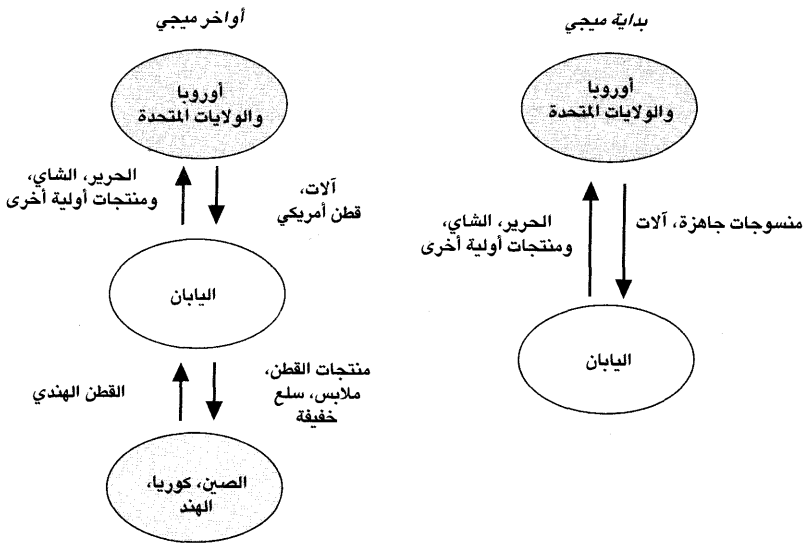 بداية ميجي
أوروبا
والولايات المتحدة
منسوجات جاهزة، آلات
الحرير، الشاي،
ومنتجات أولية أخرى
اليابان
أواخر ميجي
أوروبا
والولايات المتحدة
آلات،
قطن أمريكي
الحرير، الشاي،
ومنتجات أولية أخرى
اليابان
منتجات القطن،
ملابس، سلع
خفيفة
القطن الهندي
الصين، كوريا،
الهند